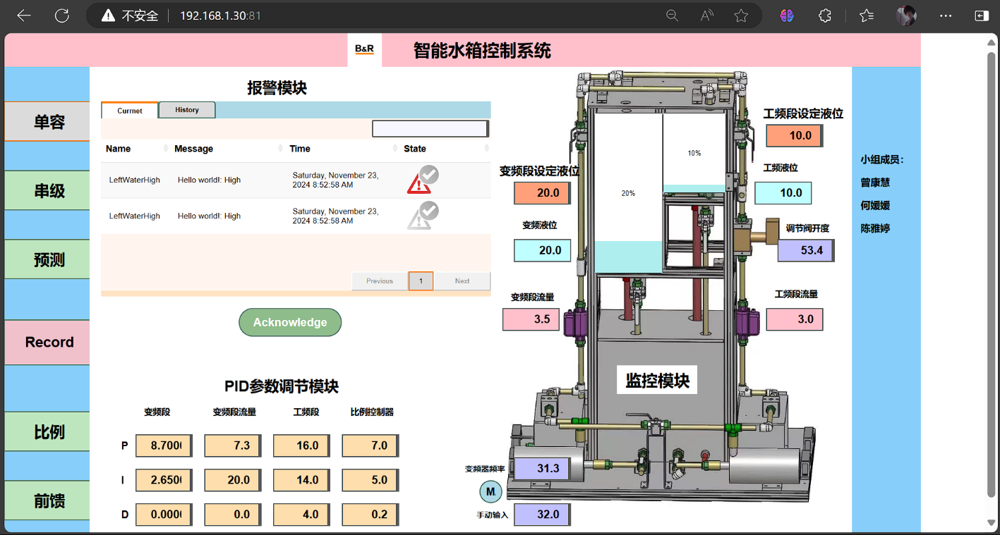 不安全 192.168.1.30:81
B&R
智能水箱控制系统
单容
串级
预测
Record
比例
前馈
报警模块
Currnet History
Name Message Time State
LeftWaterHigh Hello world!: High Saturday, November 23,
2024 8:52:58 AM
LeftWaterHigh Hello world!: High Saturday, November 23,
2024 8:52:58 AM
Previous 1 Next
Acknowledge
PID参数调节模块
变频段 变频段流量 工频段 比例控制器
P 8.700 7.3 16.0 7.0
I 2.650 20.0 14.0 5.0
D 0.000 0.0 4.0 0.2
变频段设定液位
20.0
变频液位
20.0
变频段流量
3.5
20%
10%
监控模块
变频器频率 31.3
M
手动输入 32.0
工频段设定液位
10.0
工频液位
10.0
调节阀开度
53.4
工频段流量
3.0
小组成员:
曾康慧
何媛媛
陈雅婷